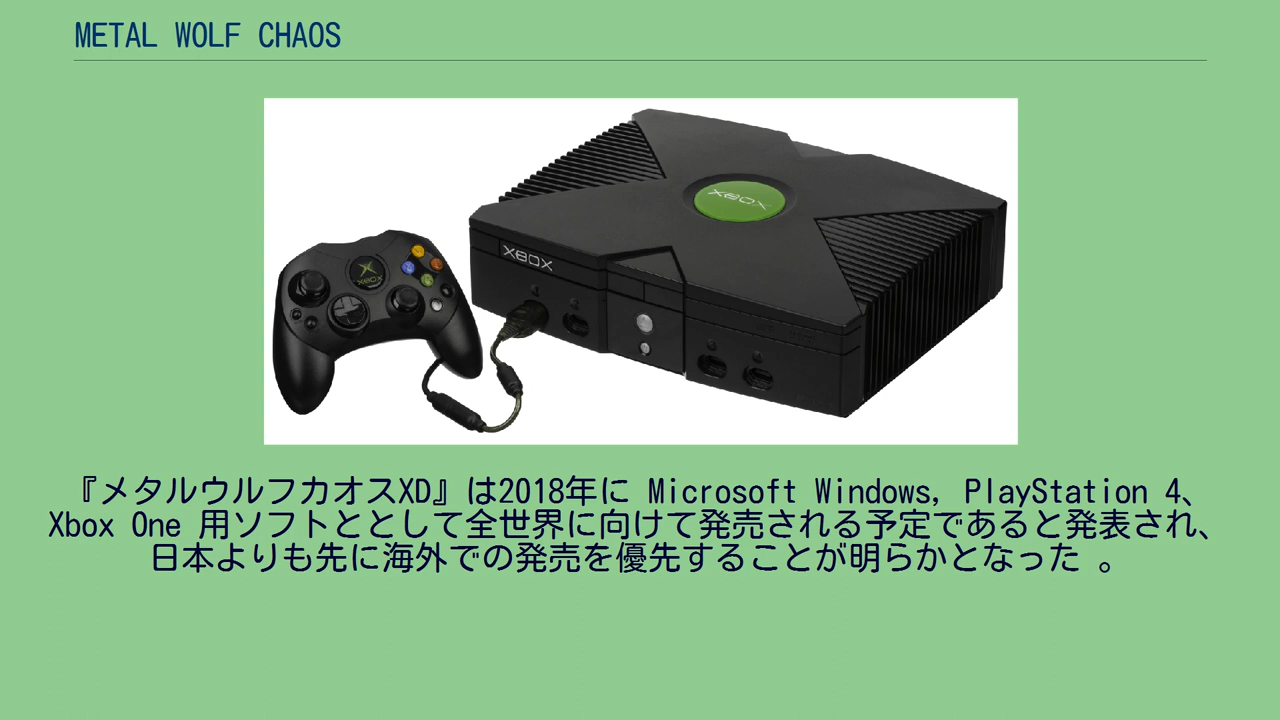 METAL WOLF CHAOS
XBOX
XBOX
XBOX
『メタルウルフカオスXD』は2018年に Microsoft Windows, PlayStation 4、
Xbox One 用ソフトととして全世界に向けて発売される予定であると発表され、
日本よりも先に海外での発売を優先することが明らかとなった 。